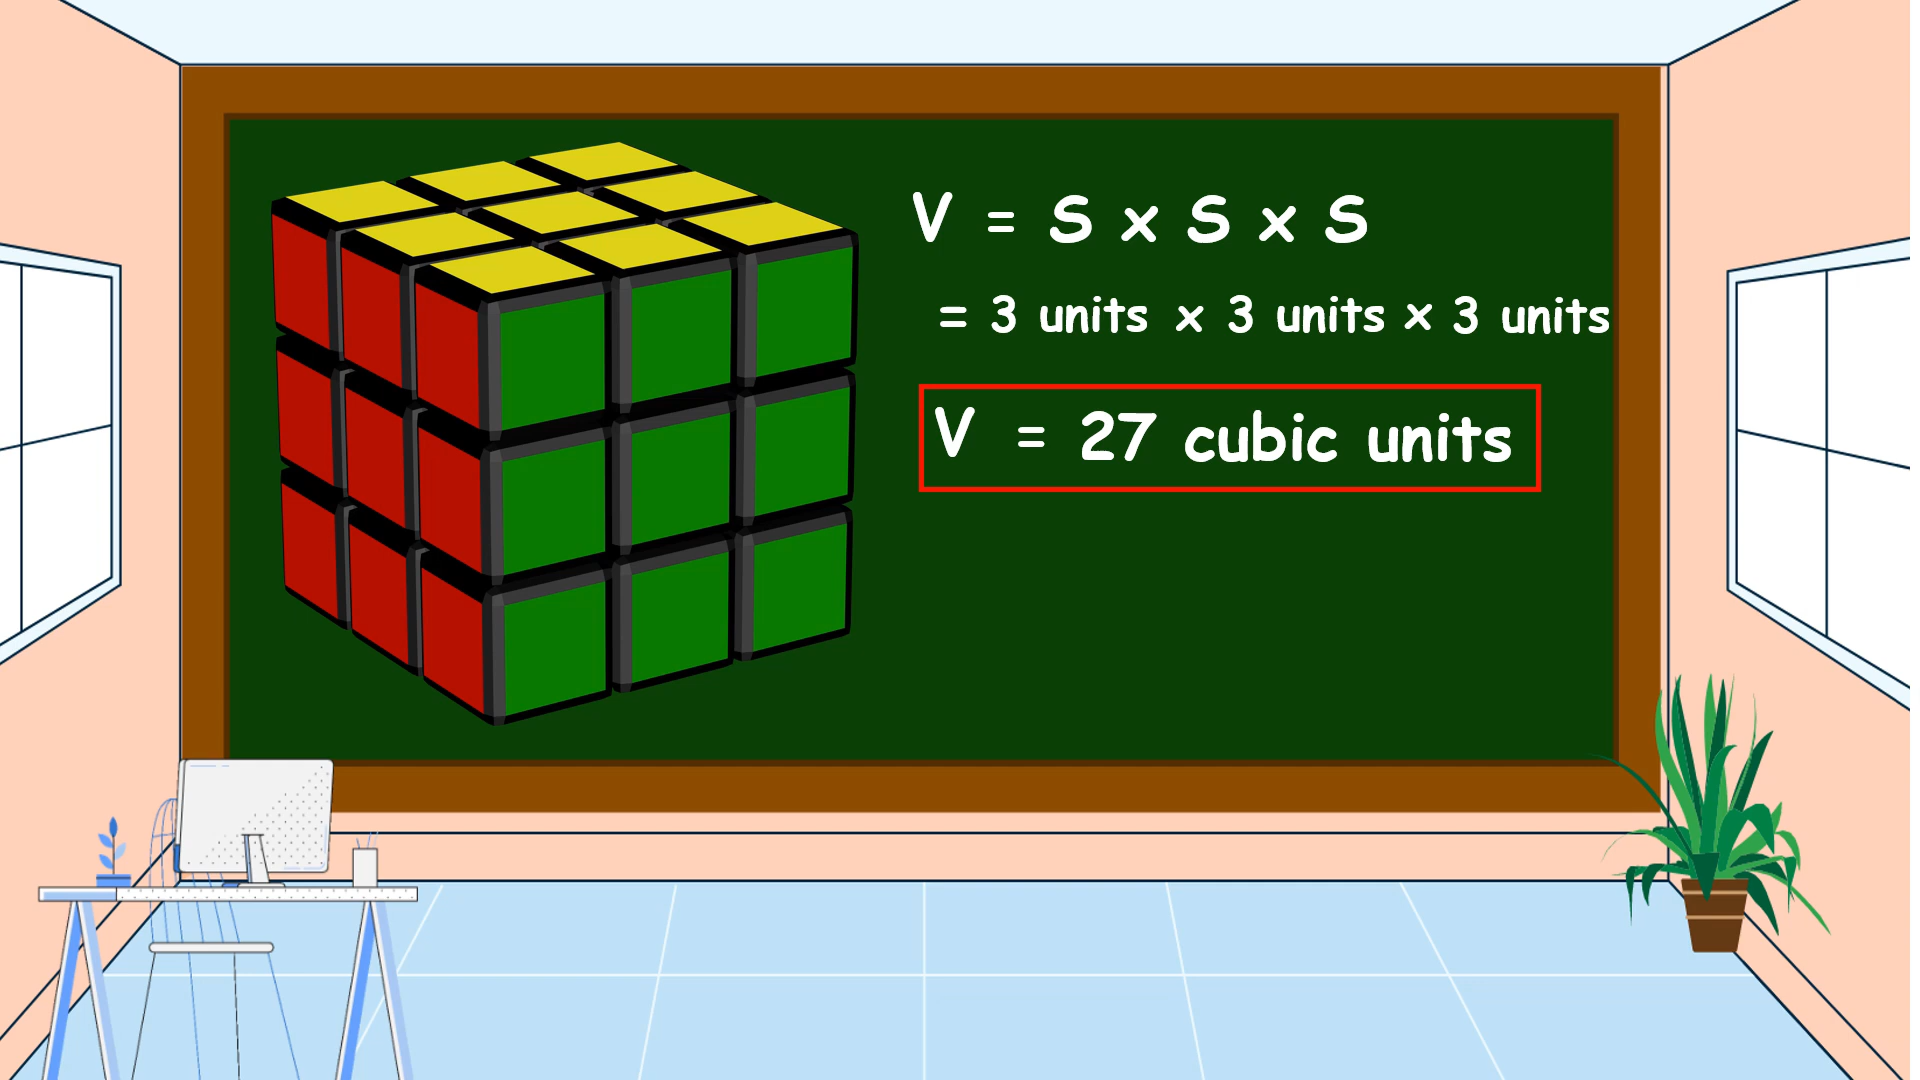 V = S x S x S
= 3 units x 3 units x 3 units
V = 27 cubic units